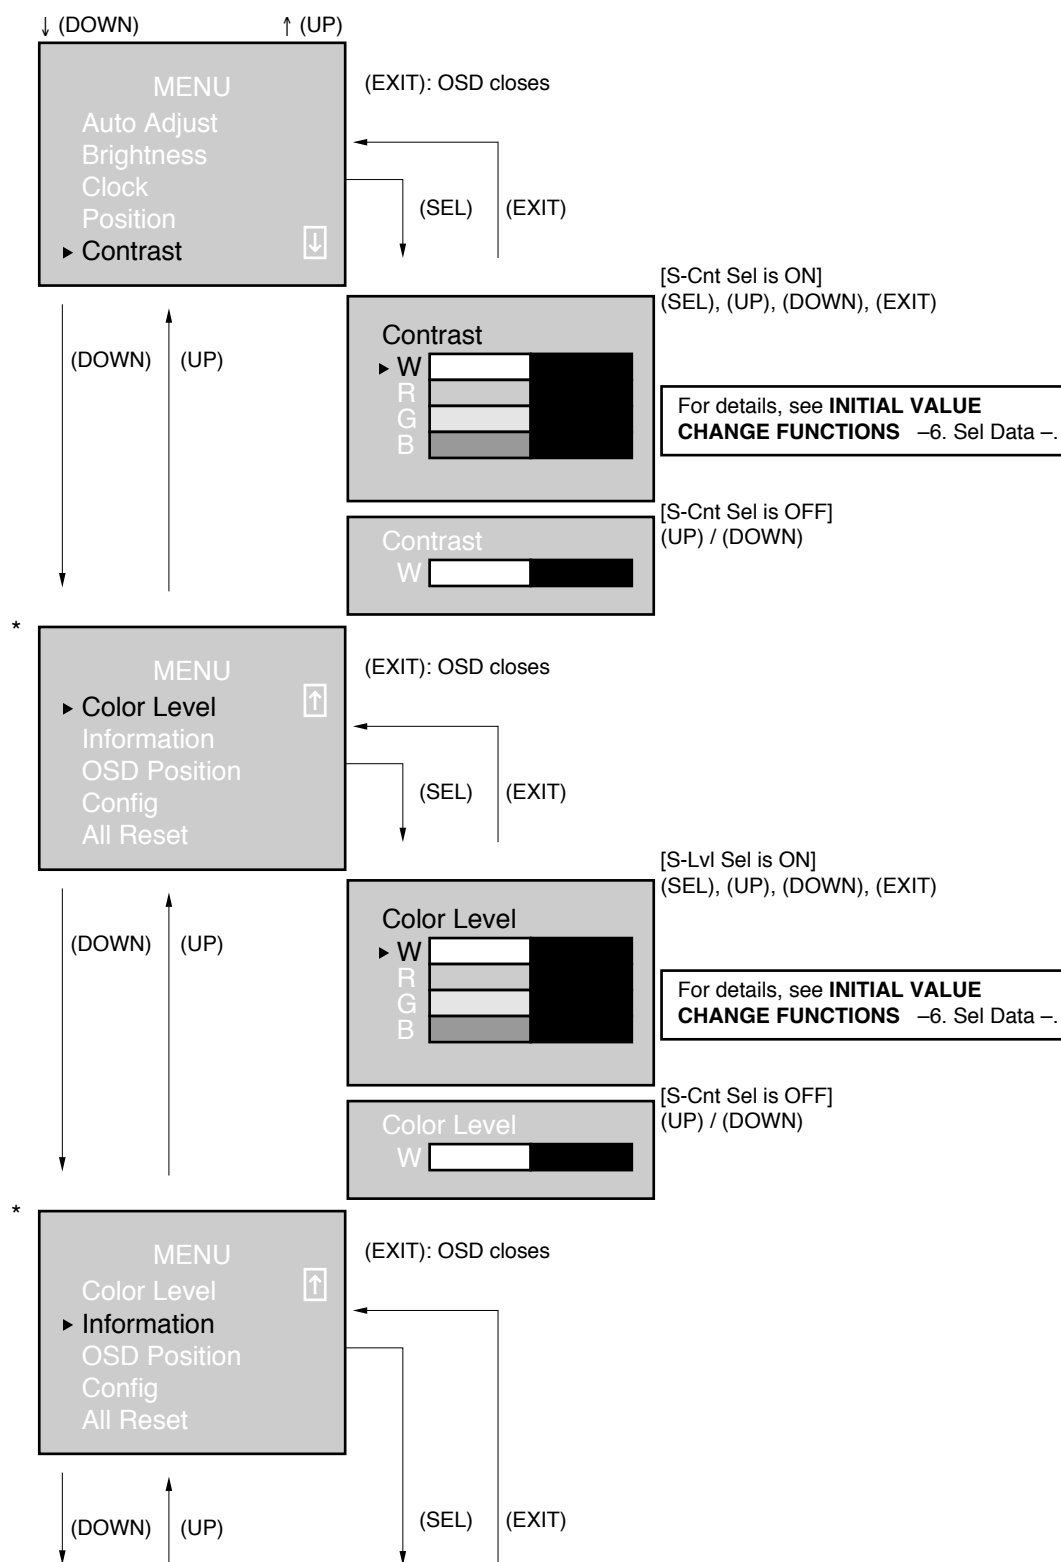 ↓ (DOWN) ↑ (UP)
MENU
Auto Adjust
Brightness
Clock
Position
▸ Contrast ↓
(EXIT): OSD closes
(SEL) (EXIT)
(DOWN) (UP)
Contrast
▸ W
R
G
B
[S-Cnt Sel is ON]
(SEL), (UP), (DOWN), (EXIT)
For details, see INITIAL VALUE
CHANGE FUNCTIONS –6. Sel Data –.
Contrast
W
[S-Cnt Sel is OFF]
(UP) / (DOWN)
*
MENU
▸ Color Level ↑
Information
OSD Position
Config
All Reset
(EXIT): OSD closes
(SEL) (EXIT)
(DOWN) (UP)
Color Level
▸ W
R
G
B
[S-Lvl Sel is ON]
(SEL), (UP), (DOWN), (EXIT)
For details, see INITIAL VALUE
CHANGE FUNCTIONS –6. Sel Data –.
Color Level
W
[S-Cnt Sel is OFF]
(UP) / (DOWN)
*
MENU
Color Level ↑
▸ Information
OSD Position
Config
All Reset
(EXIT): OSD closes
(DOWN) (UP)
(SEL) (EXIT)